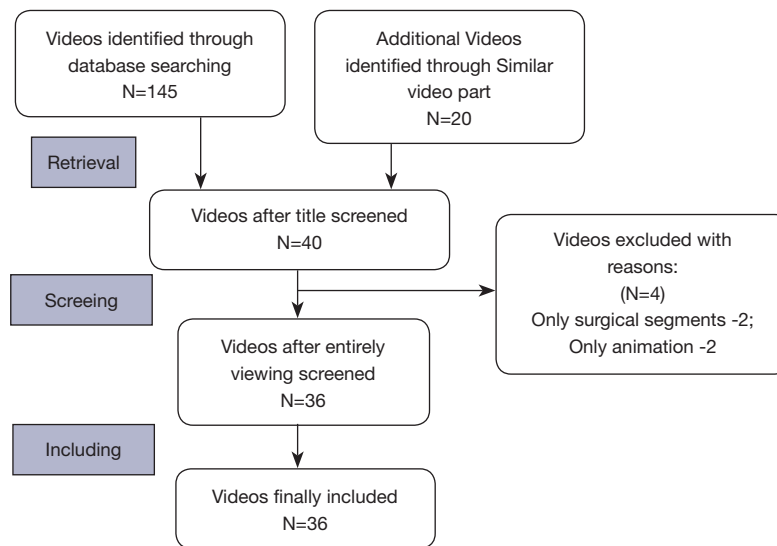 Videos identified through
database searching
N=145
Additional Videos
identified through Similar
video part
N=20
Retrieval
Videos after title screened
N=40
Videos excluded with
reasons:
(N=4)
Only surgical segments -2;
Only animation -2
Screeing
Videos after entirely
viewing screened
N=36
Including
Videos finally included
N=36